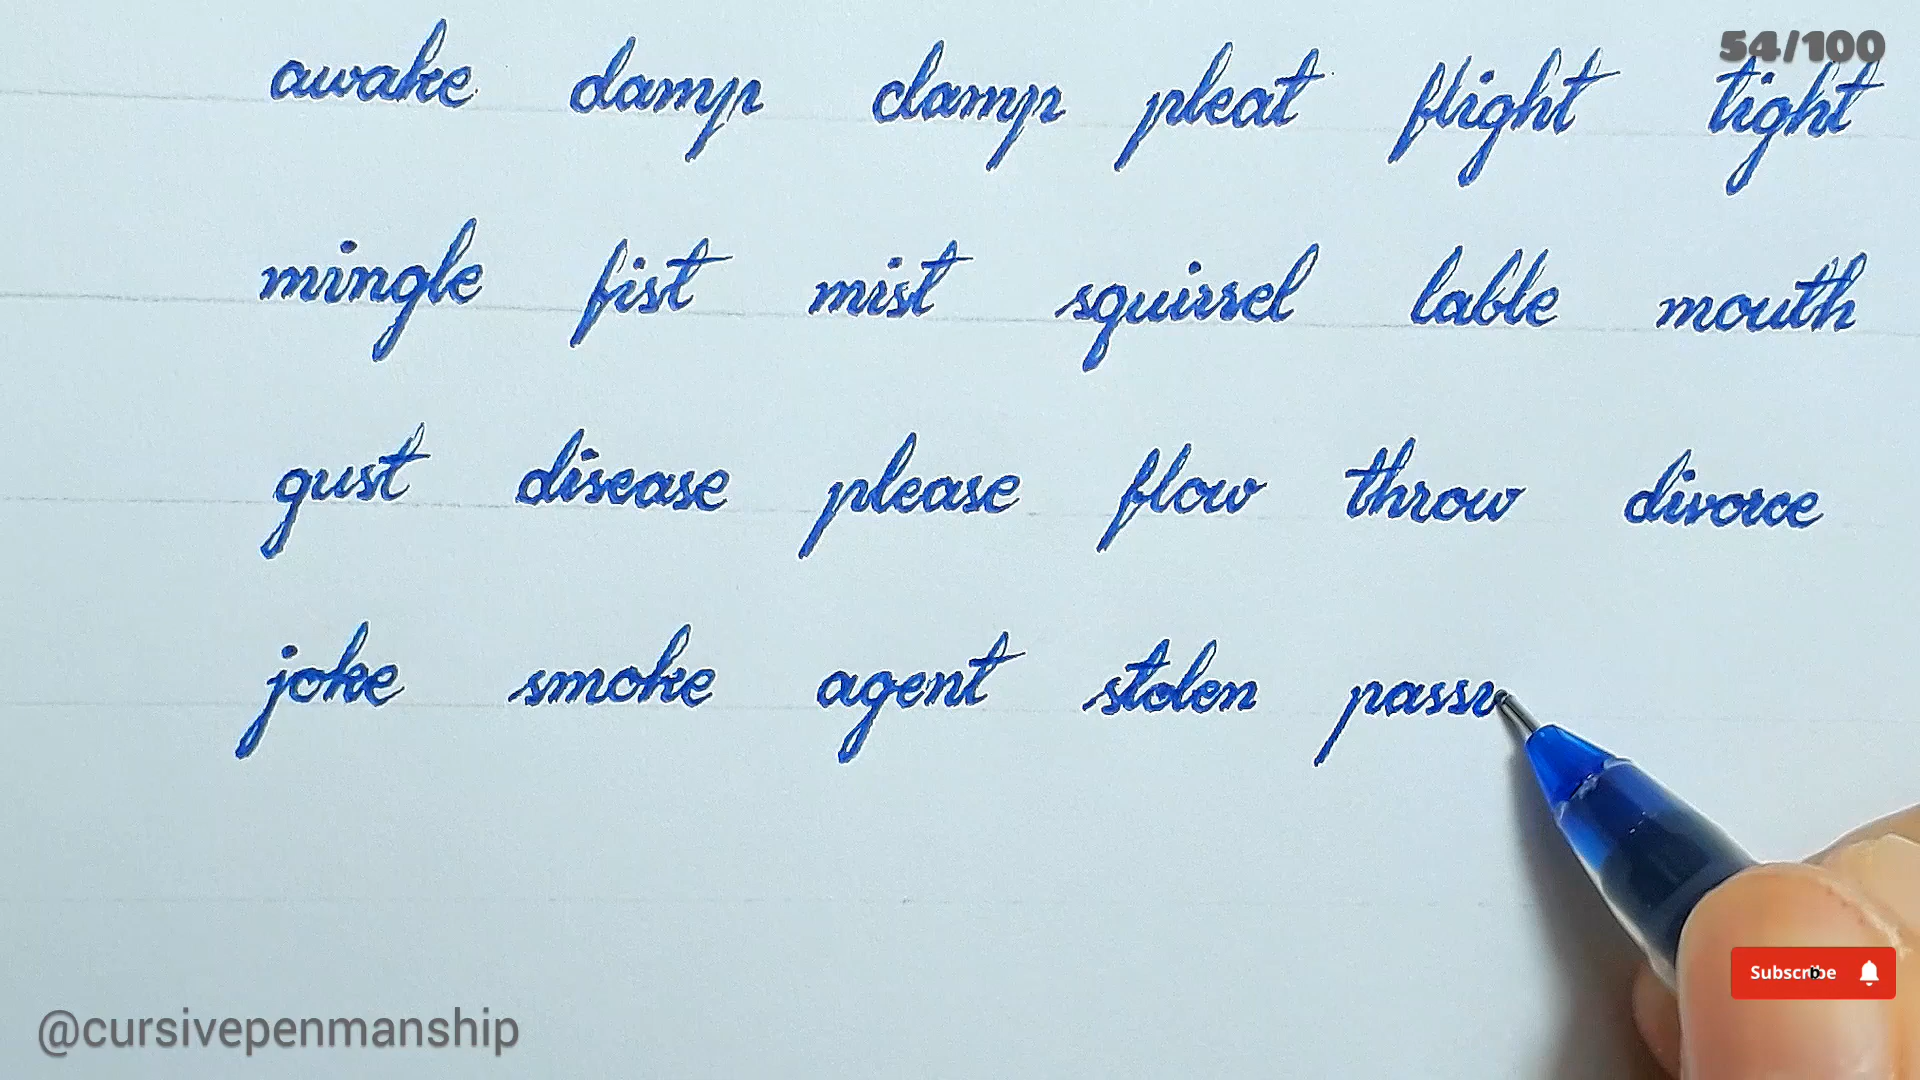 54/100
awake damp clamp pleat flight tight
mingle fist mist squirrel lable mouth
gust disease please flow throw divorce
joke smoke agent stolen
Subscribe
@cursivepenmanship